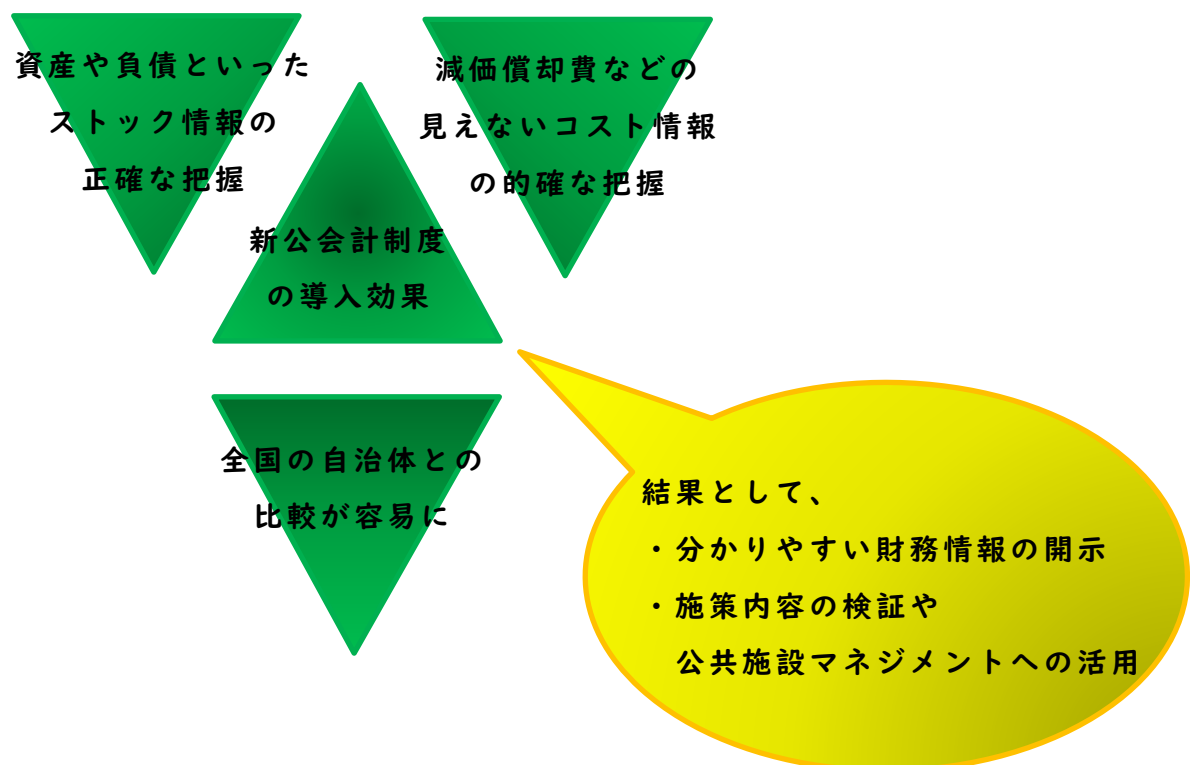 資産や負債といった
ストック情報の
正確な把握
減価償却費などの
見えないコスト情報
の的確な把握
新公会計制度
の導入効果
全国の自治体との
比較が容易に
結果として、
・分かりやすい財務情報の開示
・施策内容の検証や
公共施設マネジメントへの活用